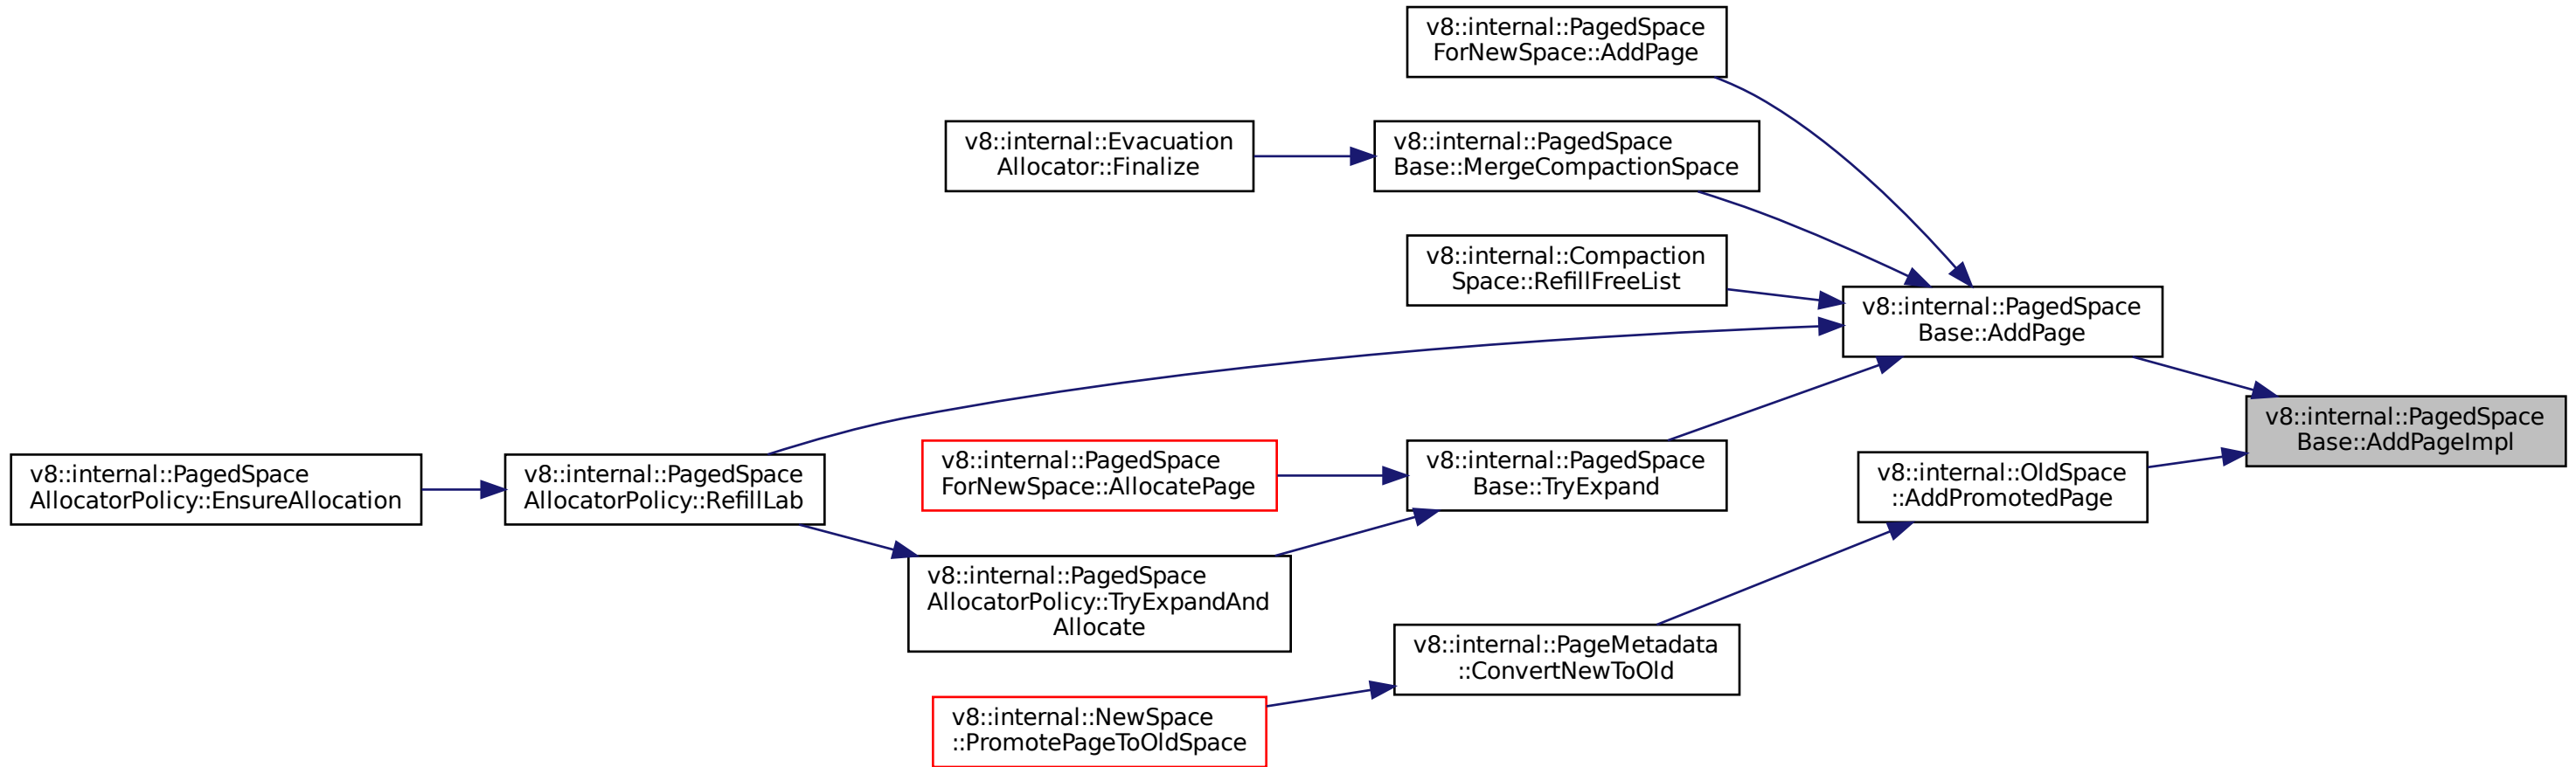 v8::internal::PagedSpace
ForNewSpace::AddPage
v8::internal::Evacuation
Allocator::Finalize
v8::internal::PagedSpace
Base::MergeCompactionSpace
v8::internal::Compaction
Space::RefillFreeList
v8::internal::PagedSpace
Base::AddPage
v8::internal::PagedSpace
Base::AddPageImpl
v8::internal::PagedSpace
AllocatorPolicy::EnsureAllocation
v8::internal::PagedSpace
AllocatorPolicy::RefillLab
v8::internal::PagedSpace
ForNewSpace::AllocatePage
v8::internal::PagedSpace
Base::TryExpand
v8::internal::OldSpace
::AddPromotedPage
v8::internal::PagedSpace
AllocatorPolicy::TryExpandAnd
Allocate
v8::internal::PageMetadata
::ConvertNewToOld
v8::internal::NewSpace
::PromotePageToOldSpace